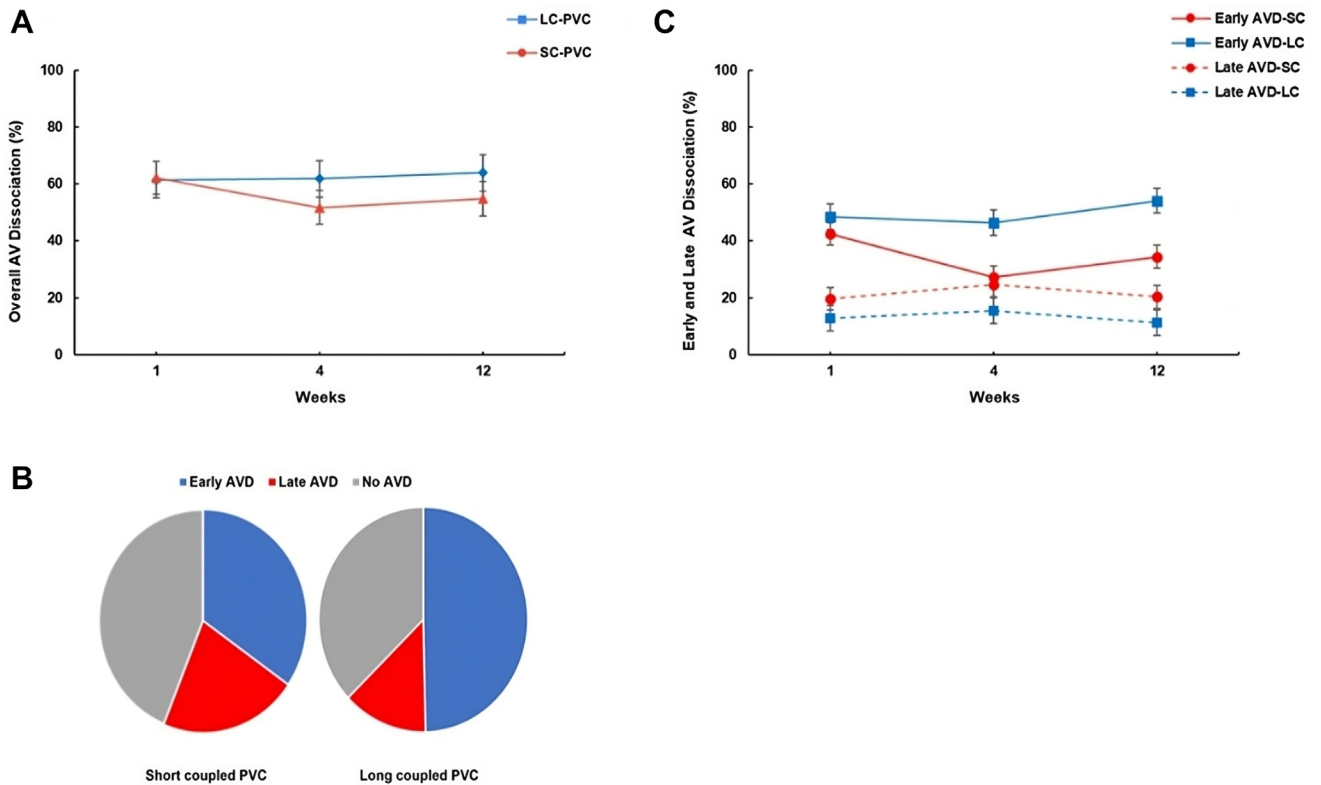 A
LC-PVC
SC-PVC
Overall AV Dissociation (%)
100
80
60
40
20
0
1 4 12
Weeks
C
Early AVD-SC
Early AVD-LC
Late AVD-SC
Late AVD-LC
Early and Late AV Dissociation (%)
100
80
60
40
20
0
1 4 12
Weeks
B
Early AVD Late AVD No AVD
Short coupled PVC
Long coupled PVC